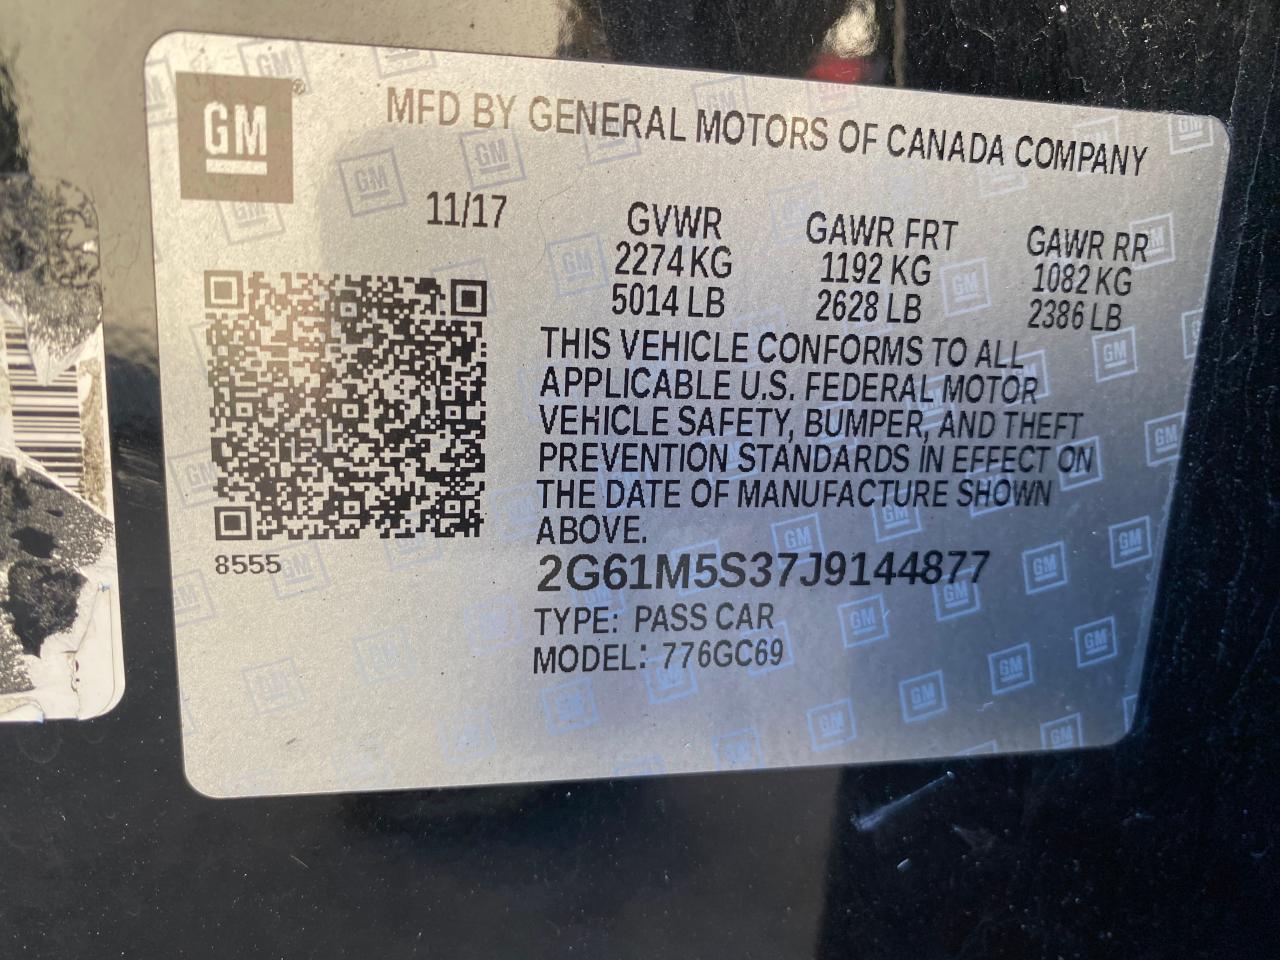 GM
MFD BY GENERAL MOTORS OF CANADA COMPANY
11/17
GVWR
2274 KG
5014 LB
GAWR FRT
1192 KG
2628 LB
GAWR RR
1082 KG
2386 LB
THIS VEHICLE CONFORMS TO ALL
APPLICABLE U.S. FEDERAL MOTOR
VEHICLE SAFETY, BUMPER, AND THEFT
PREVENTION STANDARDS IN EFFECT ON
THE DATE OF MANUFACTURE SHOWN
ABOVE.
8555
2G61M5S37J9144877
TYPE: PASS CAR
MODEL: 776GC69